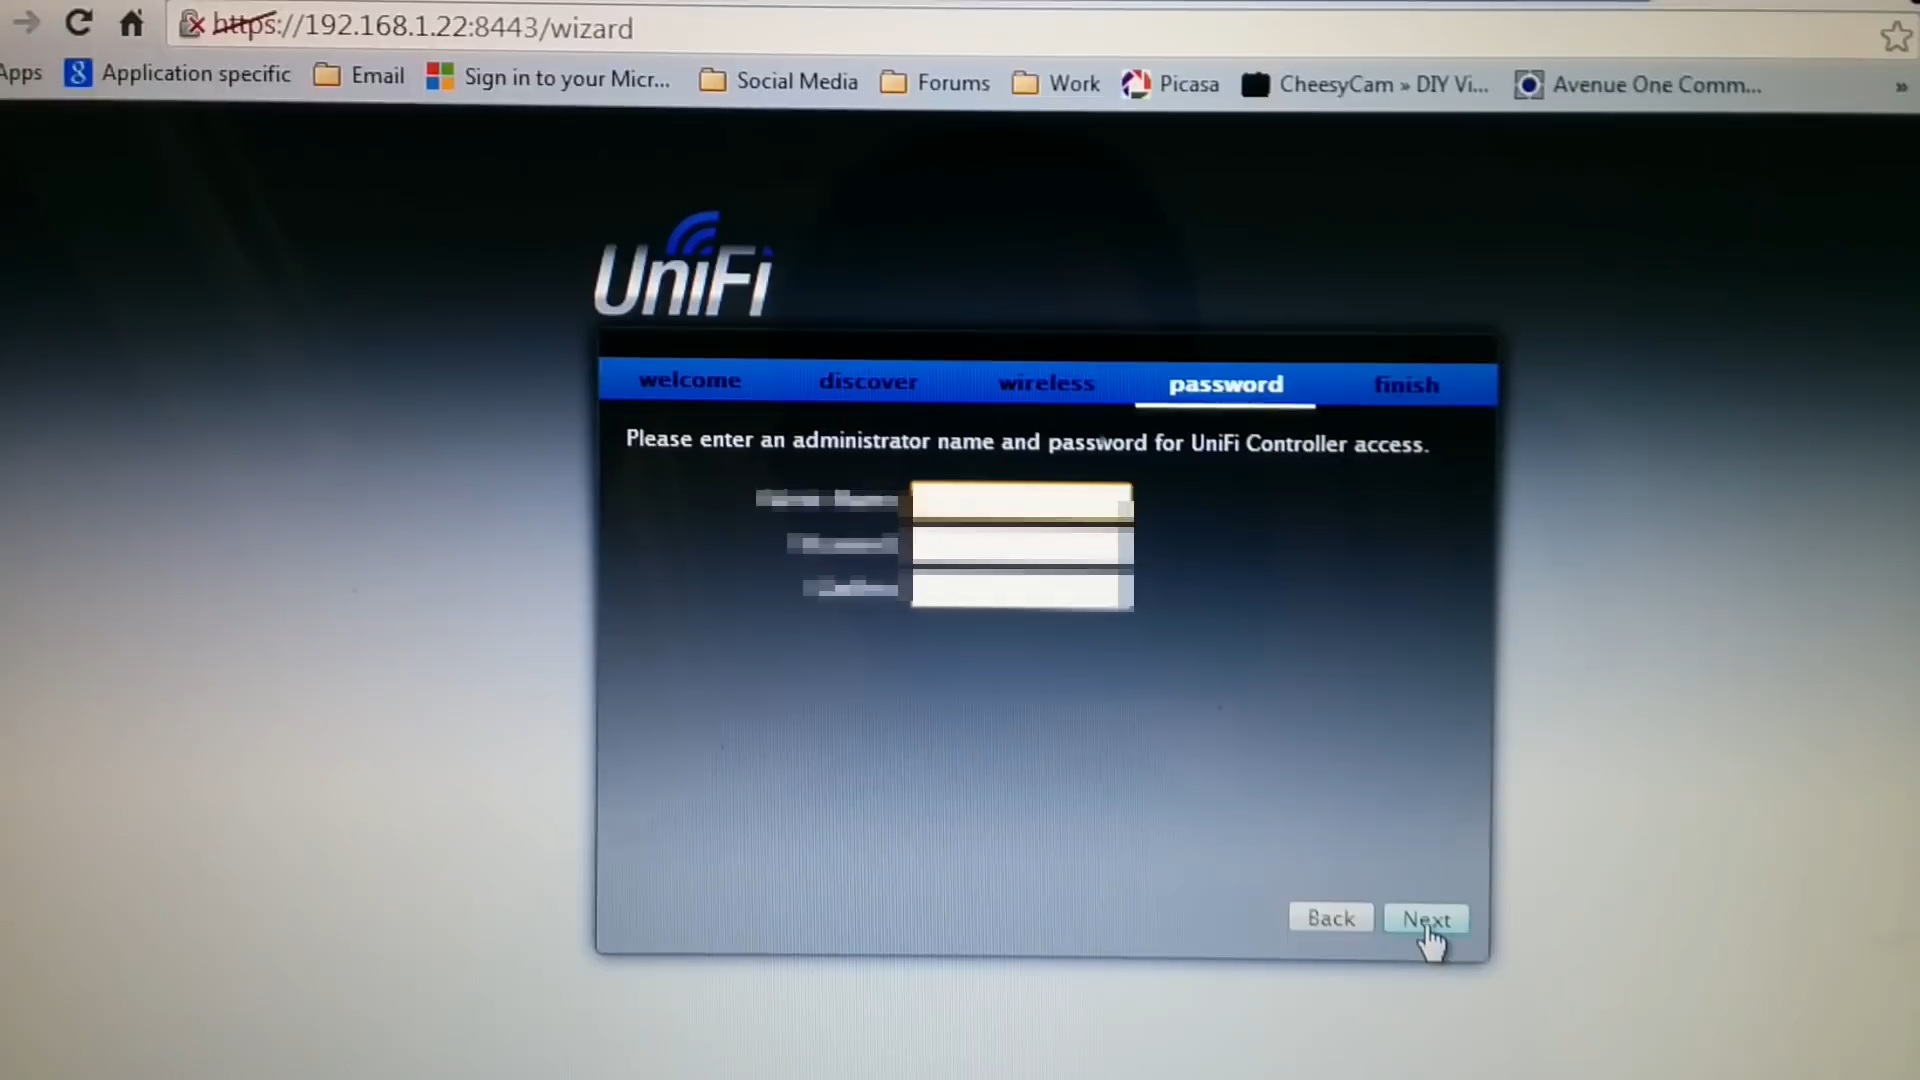 https://192.168.1.22:8443/wizard
Apps Application specific Email Sign in to your Micr... Social Media Forums Work Picasa CheesyCam » DIY Vi... Avenue One Comm... »
UniFi
welcome discover wireless password finish
Please enter an administrator name and password for UniFi Controller access.
Back Next